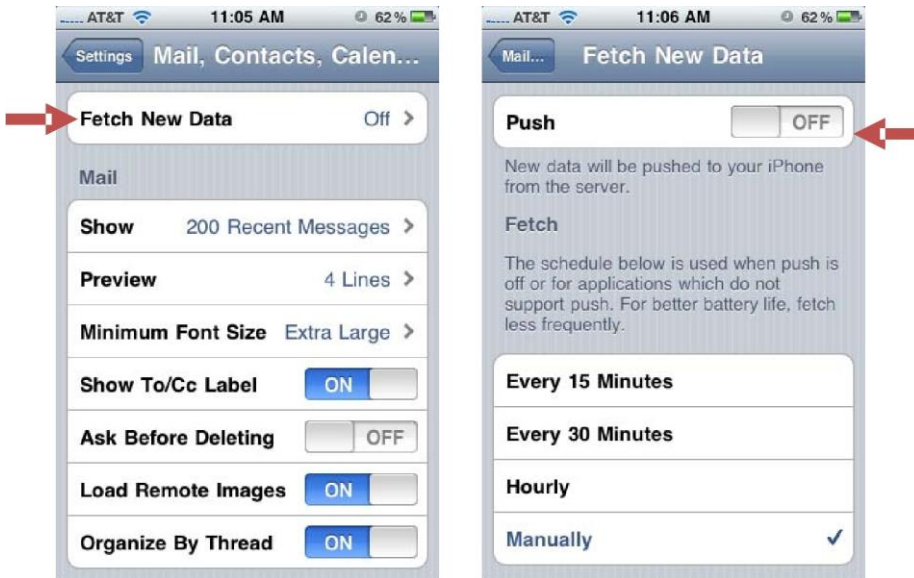 AT&T 11:05 AM 62%
Settings Mail, Contacts, Calen...
Fetch New Data Off
Mail
Show 200 Recent Messages
Preview 4 Lines
Minimum Font Size Extra Large
Show To/Cc Label ON
Ask Before Deleting OFF
Load Remote Images ON
Organize By Thread ON
AT&T 11:06 AM 62%
Mail... Fetch New Data
Push OFF
New data will be pushed to your iPhone
from the server.
Fetch
The schedule below is used when push is
off or for applications which do not
support push. For better battery life, fetch
less frequently.
Every 15 Minutes
Every 30 Minutes
Hourly
Manually